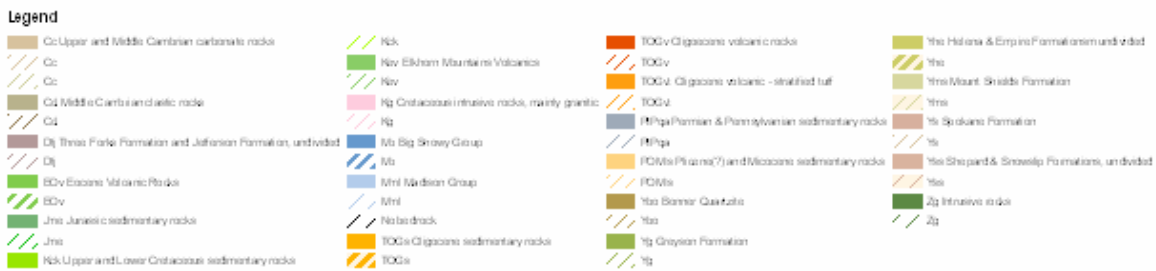 Legend
Cc Upper and Middle Cambrian carbonate rocks
Cc
Cc
Cd Middle Cambrian clastic rocks
Cd
Dtj Three Forks Formation and Jefferson Formation, undivided
Dtj
EOv Eocene Volcanic Rocks
EOv
Jme Jurassic sedimentary rocks
Jme
Kck Upper and Lower Cretaceous sedimentary rocks
Kck
Kev Elkhorn Mountains Volcanics
Kev
Kg Cretaceous intrusive rocks, mainly granitic
Kg
Mb Big Snowy Group
Mb
Mml Madison Group
Mml
No bedrock
TOGs Oligocene sedimentary rocks
TOGs
TOGv Oligocene volcanic rocks
TOGv
TOGvt Oligocene volcanic - stratified tuff
TOGvt
PIPpa Permian & Pennsylvanian sedimentary rocks
PIPpa
POMs Pliocene(?) and Miocene sedimentary rocks
POMs
Ybo Bonner Quartzite
Ybo
Yg Greyson Formation
Yg
Yhe Helena & Empire Formations undivided
Yhe
Yms Mount Shields Formation
Yms
Ys Spokane Formation
Ys
Yss Shepard & Snowslip Formations, undivided
Yss
Zg Intrusive rocks
Zg